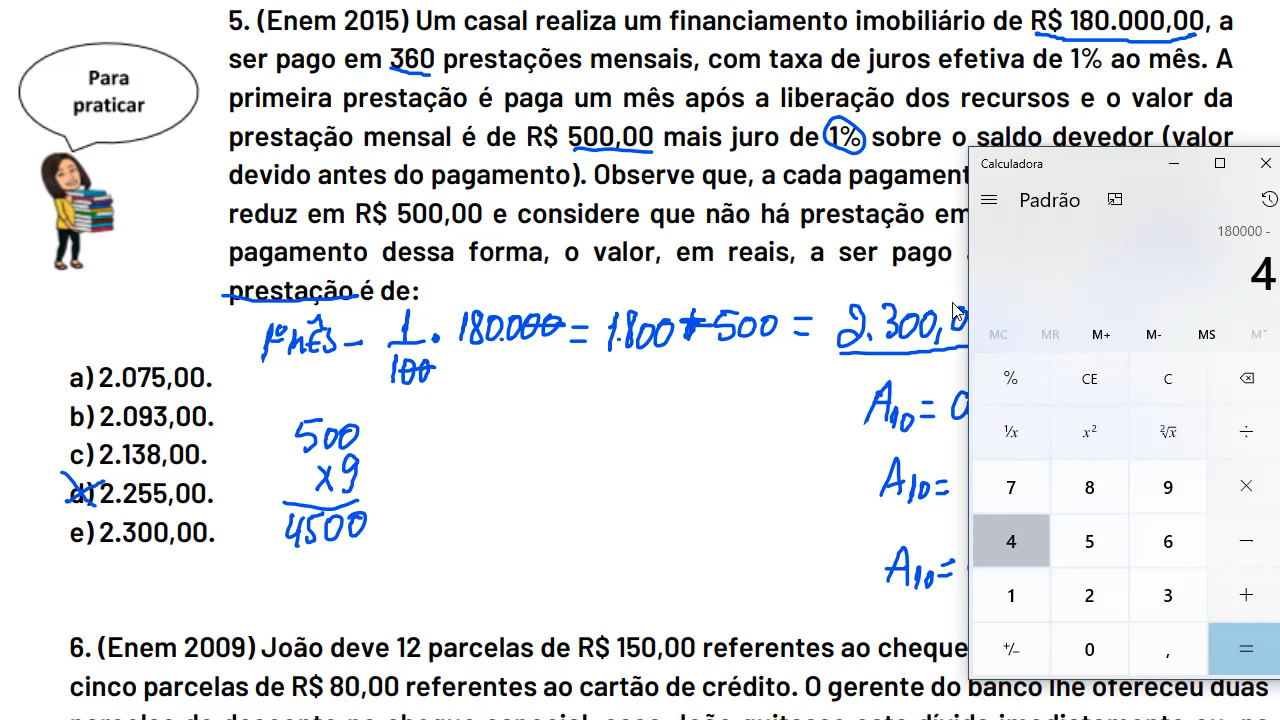 5. (Enem 2015) Um casal realiza um financiamento imobiliário de R$ 180.000,00, a
ser pago em 360 prestações mensais, com taxa de juros efetiva de 1% ao mês. A
primeira prestação é paga um mês após a liberação dos recursos e o valor da
prestação mensal é de R$ 500,00 mais juro de 1% sobre o saldo devedor (valor
devido antes do pagamento). Observe que, a cada pagament
reduz em R$ 500,00 e considere que não há prestação em
pagamento dessa forma, o valor, em reais, a ser pago
prestação é de:
Para
praticar
1º MÊS - 1/100 . 180.000 = 1.800 + 500 = 2.300,0
a) 2.075,00.
b) 2.093,00.
c) 2.138,00.
d) 2.255,00.
e) 2.300,00.
500
x 9
4500
A10 =
A10 =
A10 =
Calculadora
Padrão
180000 -
4
MC MR M+ M- MS M˅
% CE C
1/x x² ²√x ÷
7 8 9 ×
4 5 6 −
1 2 3 +
+/- 0 , =
6. (Enem 2009) João deve 12 parcelas de R$ 150,00 referentes ao cheque
cinco parcelas de R$ 80,00 referentes ao cartão de crédito. O gerente do banco lhe ofereceu duas